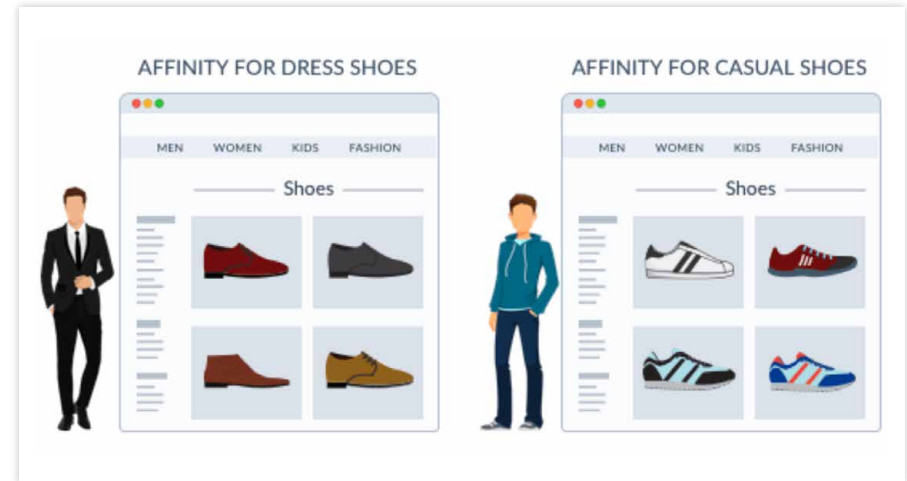 AFFINITY FOR DRESS SHOES
MEN WOMEN KIDS FASHION
Shoes
AFFINITY FOR CASUAL SHOES
MEN WOMEN KIDS FASHION
Shoes